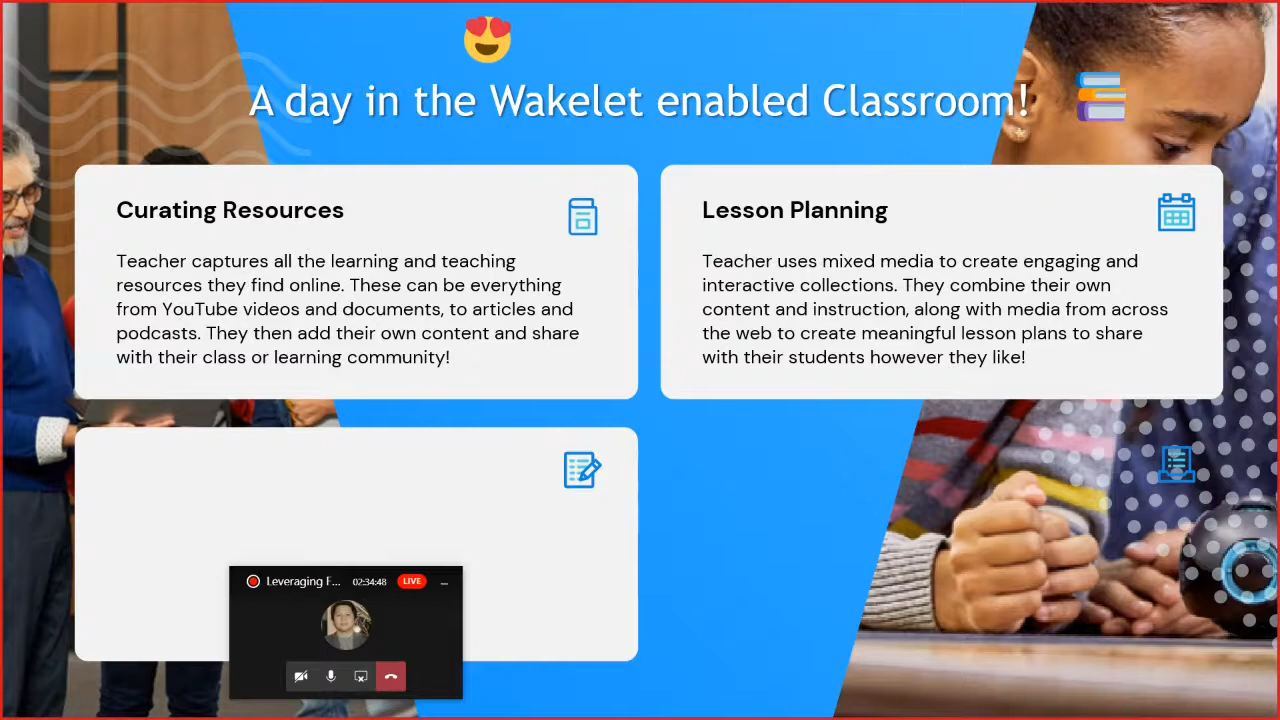 A day in the Wakelet enabled Classroom!
Curating Resources
Teacher captures all the learning and teaching
resources they find online. These can be everything
from YouTube videos and documents, to articles and
podcasts. They then add their own content and share
with their class or learning community!
Lesson Planning
Teacher uses mixed media to create engaging and
interactive collections. They combine their own
content and instruction, along with media from across
the web to create meaningful lesson plans to share
with their students however they like!
Leveraging F... 02:34:48 LIVE